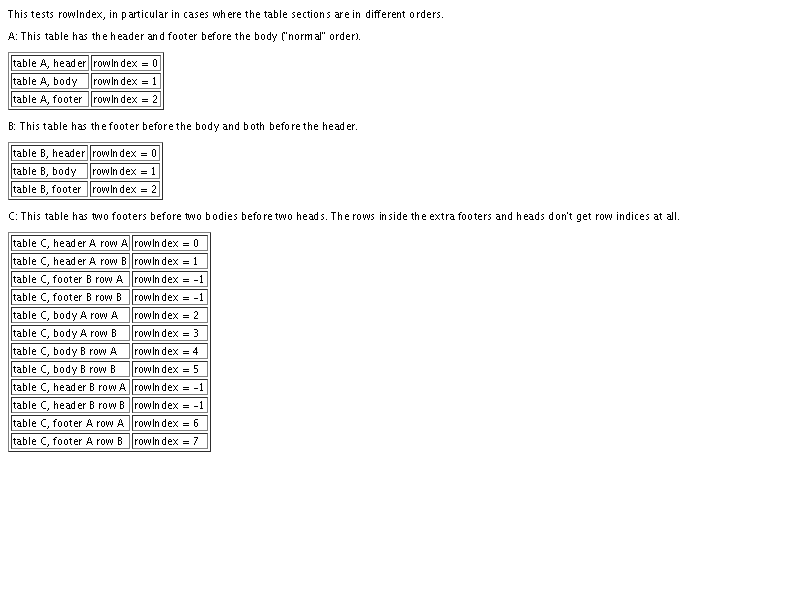 This tests rowIndex, in particular in cases where the table sections are in different orders.
A: This table has the header and footer before the body ("normal" order).
table A, header rowIndex = 0
table A, body rowIndex = 1
table A, footer rowIndex = 2
B: This table has the footer before the body and both before the header.
table B, header rowIndex = 0
table B, body rowIndex = 1
table B, footer rowIndex = 2
C: This table has two footers before two bodies before two heads. The rows inside the extra footers and heads don't get row indices at all.
table C, header A row A rowIndex = 0
table C, header A row B rowIndex = 1
table C, footer B row A rowIndex = -1
table C, footer B row B rowIndex = -1
table C, body A row A rowIndex = 2
table C, body A row B rowIndex = 3
table C, body B row A rowIndex = 4
table C, body B row B rowIndex = 5
table C, header B row A rowIndex = -1
table C, header B row B rowIndex = -1
table C, footer A row A rowIndex = 6
table C, footer A row B rowIndex = 7